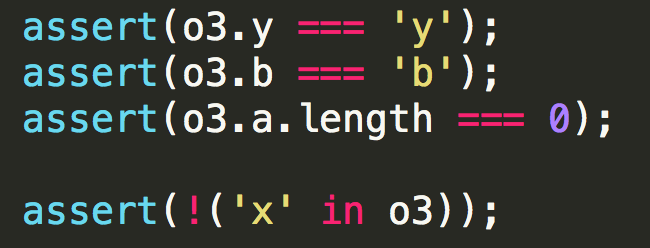 assert(o3.y === 'y');
assert(o3.b === 'b');
assert(o3.a.length === 0);
assert(!('x' in o3));